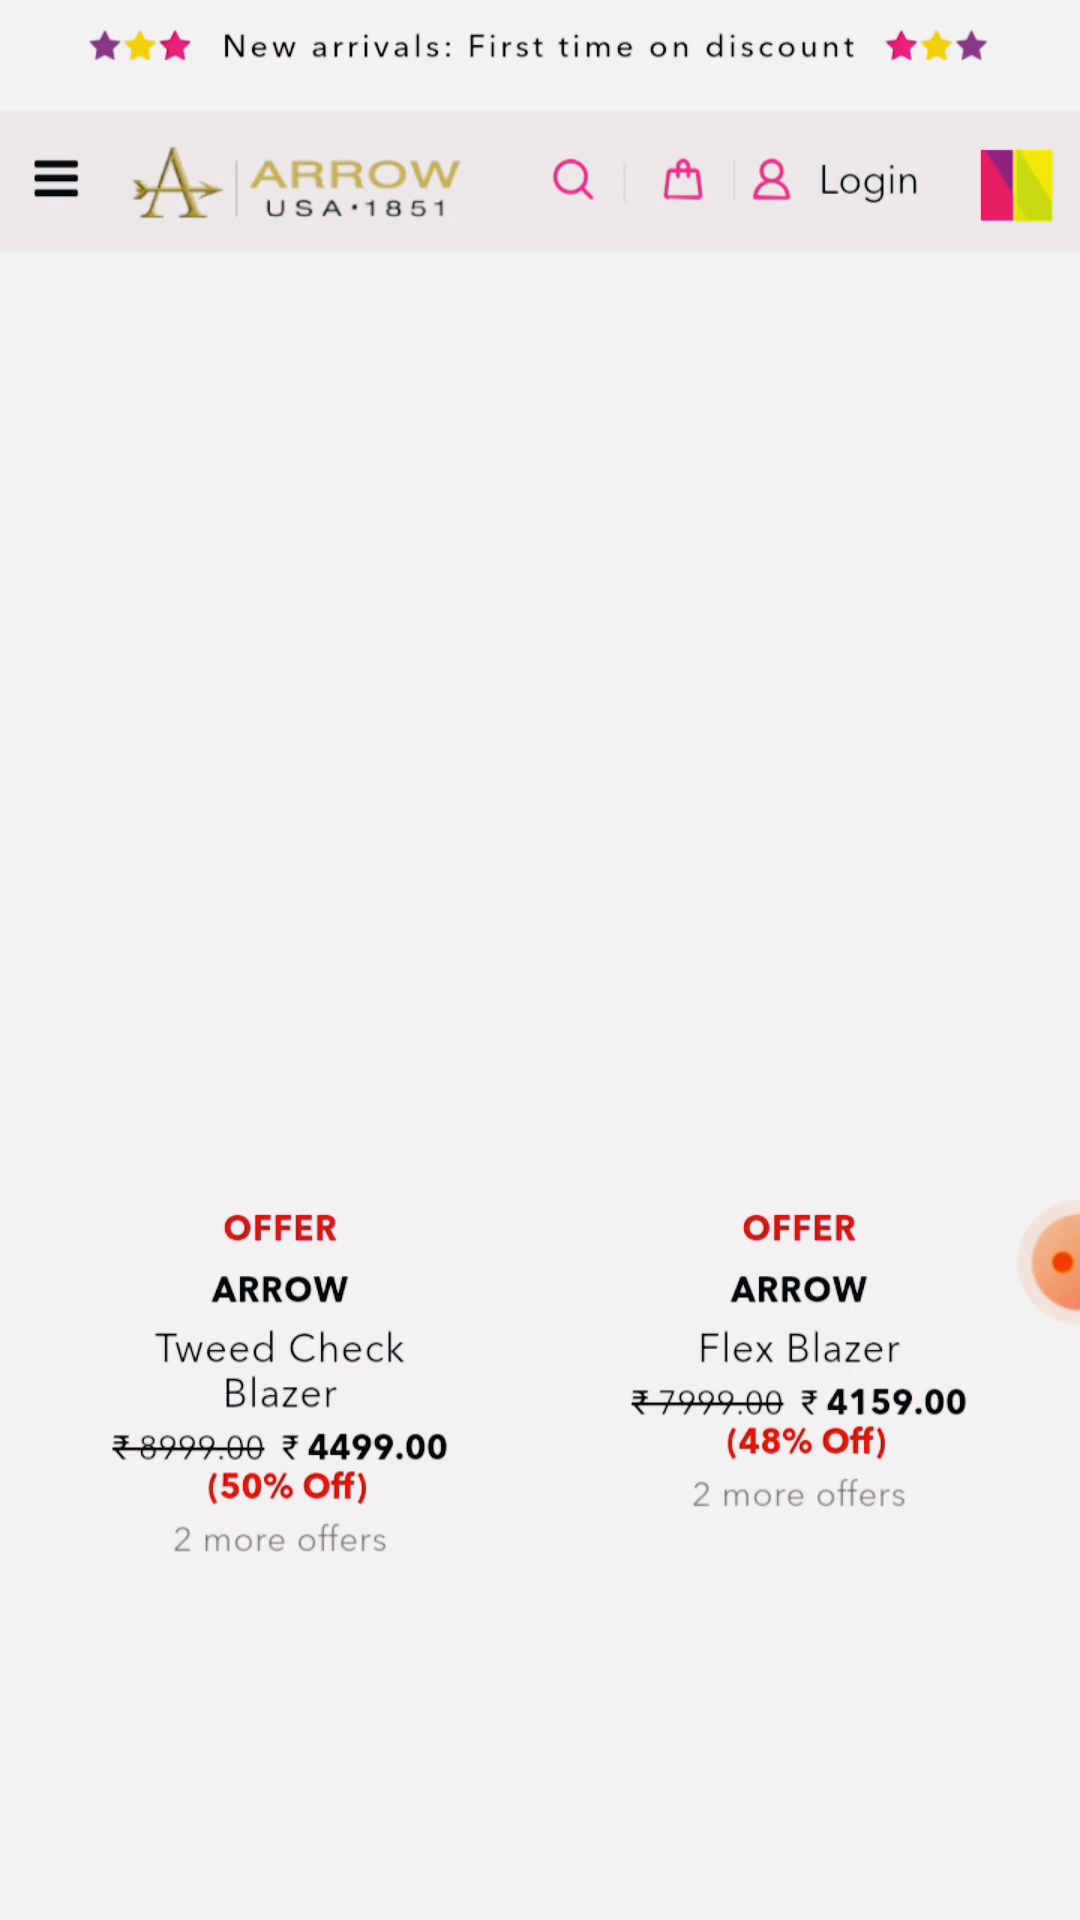 New arrivals: First time on discount
ARROW
USA•1851
Login
OFFER
ARROW
Tweed Check
Blazer
₹ 8999.00 ₹ 4499.00
(50% Off)
2 more offers
OFFER
ARROW
Flex Blazer
₹ 7999.00 ₹ 4159.00
(48% Off)
2 more offers